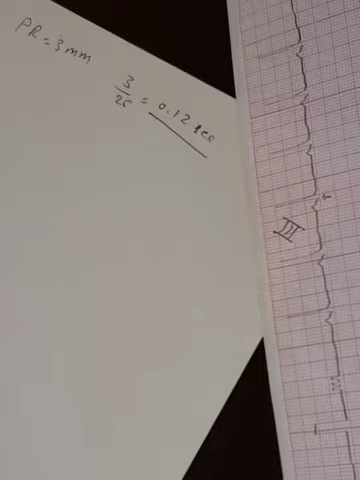 PR = 3 mm
3
25 = 0.12 sec
III